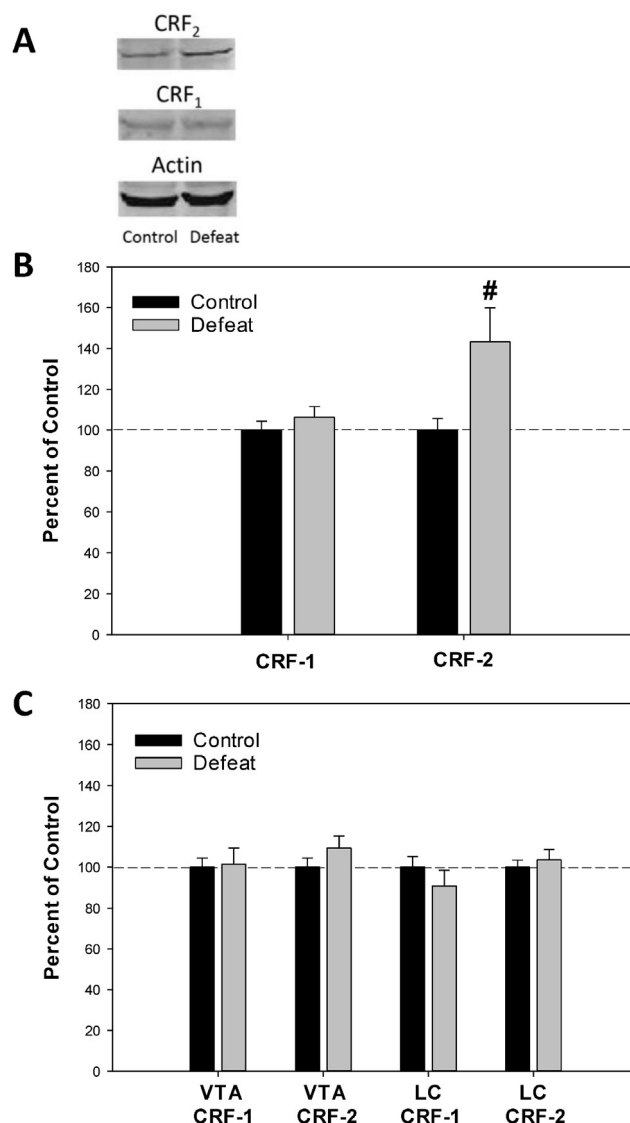 A
CRF₂
CRF₁
Actin
Control Defeat
B
180
160
140
120
100
80
60
40
20
0
Percent of Control
Control
Defeat
#
CRF-1 CRF-2
C
180
160
140
120
100
80
60
40
20
0
Percent of Control
Control
Defeat
VTA VTA LC LC
CRF-1 CRF-2 CRF-1 CRF-2